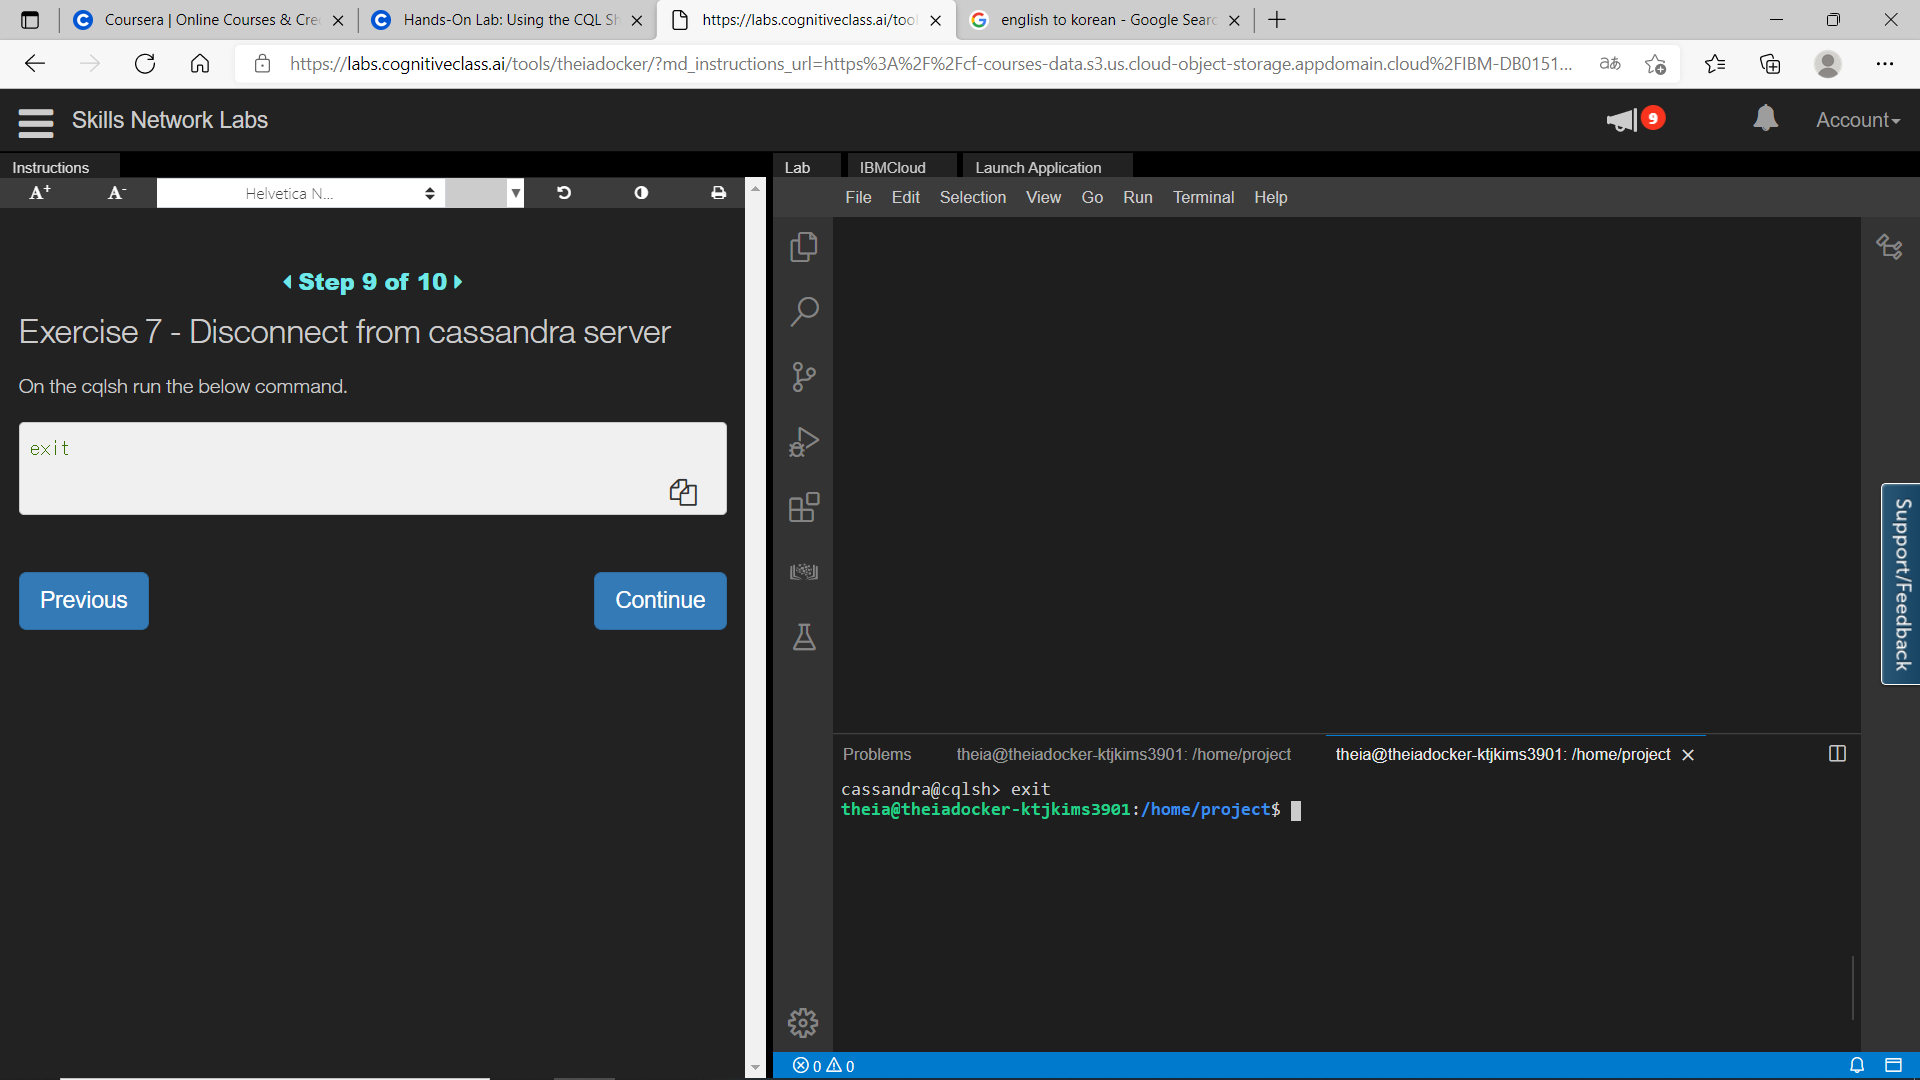 Coursera | Online Courses & Cre
Hands-On Lab: Using the CQL Sh
https://labs.cognitiveclass.ai/tool
english to korean - Google Searc
https://labs.cognitiveclass.ai/tools/theiadocker/?md_instructions_url=https%3A%2F%2Fcf-courses-data.s3.us.cloud-object-storage.appdomain.cloud%2FIBM-DB0151...
Skills Network Labs
9
Account
Instructions
Lab
IBMCloud
Launch Application
A+
A-
Helvetica N...
File Edit Selection View Go Run Terminal Help
Step 9 of 10
Exercise 7 - Disconnect from cassandra server
On the cqlsh run the below command.
exit
Previous
Continue
Support/Feedback
Problems
theia@theiadocker-ktjkims3901: /home/project
theia@theiadocker-ktjkims3901: /home/project
cassandra@cqlsh> exit
theia@theiadocker-ktjkims3901:/home/project$
0 0